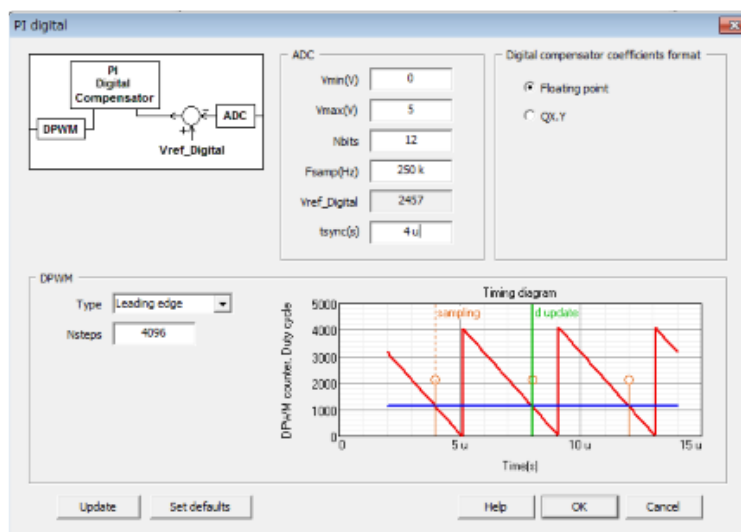 PI digital
PI
Digital
Compensator
DPWM
ADC
Vref_Digital
ADC
Vmin(V) 0
Vmax(V) 5
Nbits 12
Fsamp(Hz) 250 k
Vref_Digital 2457
tsync(s) 4 u
Digital compensator coefficients format
Floating point
QX.Y
DPWM
Type Leading edge
Nsteps 4096
Timing diagram
DPWM counter, Duty cycle
5000
4000
3000
2000
1000
0
sampling
d update
0 5 u 10 u 15 u
Time(s)
Update Set defaults Help OK Cancel